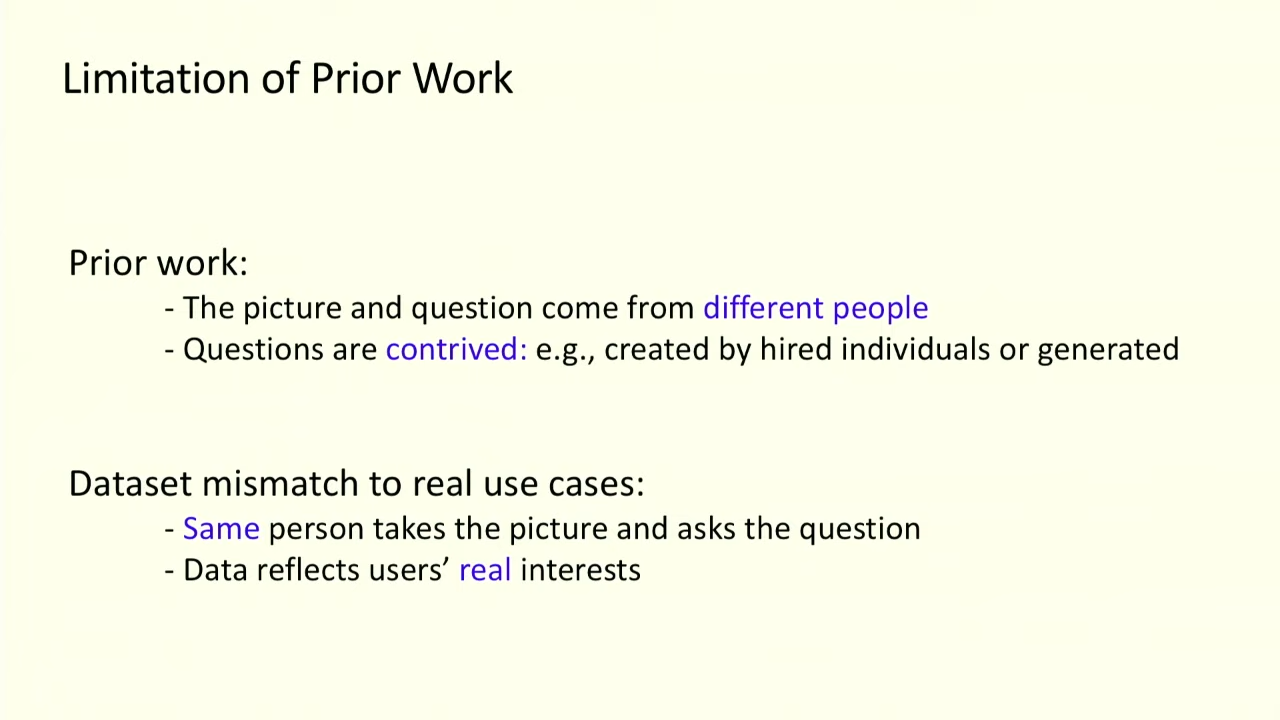 Limitation of Prior Work
Prior work:
- The picture and question come from different people
- Questions are contrived: e.g., created by hired individuals or generated
Dataset mismatch to real use cases:
- Same person takes the picture and asks the question
- Data reflects users’ real interests